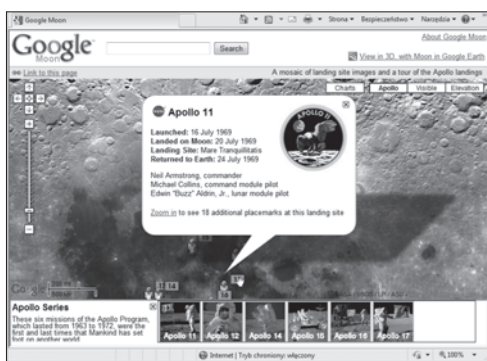 Google Moon
Strona
Bezpieczeństwo
Narzędzia
Google
Moon
Search
About Google Moon
View in 3D, with Moon in Google Earth
Link to this page
A mosaic of landing site images and a tour of the Apollo landings
Charts Apollo Visible Elevation
Apollo 11
APOLLO 11
Launched: 16 July 1969
Landed on Moon: 20 July 1969
Landing Site: Mare Tranquillitatis
Returned to Earth: 24 July 1969
Neil Armstrong, commander
Michael Collins, command module pilot
Edwin "Buzz" Aldrin, Jr., lunar module pilot
Zoom in to see 18 additional placemarks at this landing site
14
16
Apollo Series
These six missions of the Apollo Program,
which lasted from 1963 to 1972, were the
first and last times that Mankind has set
foot on another world.
Apollo 11 Apollo 12 Apollo 14 Apollo 15 Apollo 16 Apollo 17
Internet | Tryb chroniony: włączony
100%